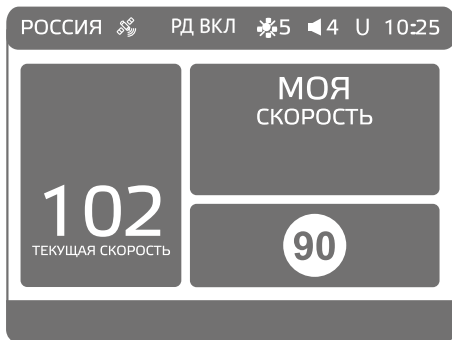 РОССИЯ РД ВКЛ 5 4 U 10:25
МОЯ
СКОРОСТЬ
102
ТЕКУЩАЯ СКОРОСТЬ
90